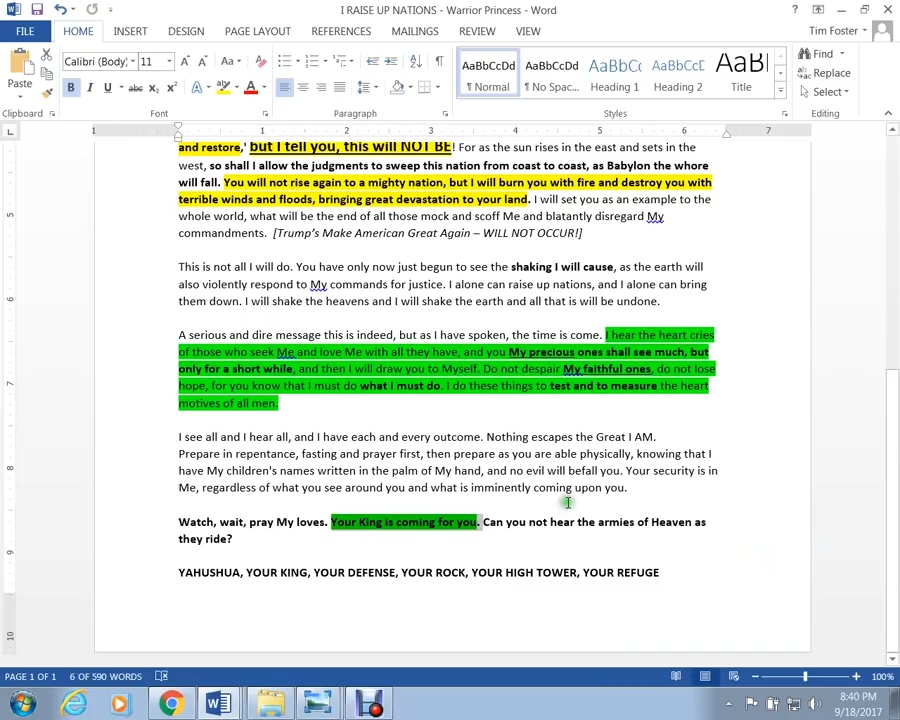 I RAISE UP NATIONS - Warrior Princess - Word
FILE HOME INSERT DESIGN PAGE LAYOUT REFERENCES MAILINGS REVIEW VIEW Tim Foster
Calibri (Body) 11
AaBbCcDd AaBbCcDd AaBbCc AaBbCcD AaB
Find
Replace
Select
Paste
¶ Normal ¶ No Spac... Heading 1 Heading 2 Title
Clipboard Font Paragraph Styles Editing
1 1 2 3 4 5 6 7
and restore,' but I tell you, this will NOT BE! For as the sun rises in the east and sets in the
west, so shall I allow the judgments to sweep this nation from coast to coast, as Babylon the whore
will fall. You will not rise again to a mighty nation, but I will burn you with fire and destroy you with
terrible winds and floods, bringing great devastation to your land. I will set you as an example to the
whole world, what will be the end of all those mock and scoff Me and blatantly disregard My
commandments. [Trump's Make American Great Again – WILL NOT OCCUR!]
This is not all I will do. You have only now just begun to see the shaking I will cause, as the earth will
also violently respond to My commands for justice. I alone can raise up nations, and I alone can bring
them down. I will shake the heavens and I will shake the earth and all that is will be undone.
A serious and dire message this is indeed, but as I have spoken, the time is come. I hear the heart cries
of those who seek Me and love Me with all they have, and you My precious ones shall see much, but
only for a short while, and then I will draw you to Myself. Do not despair My faithful ones, do not lose
hope, for you know that I must do what I must do. I do these things to test and to measure the heart
motives of all men.
I see all and I hear all, and I have each and every outcome. Nothing escapes the Great I AM.
Prepare in repentance, fasting and prayer first, then prepare as you are able physically, knowing that I
have My children's names written in the palm of My hand, and no evil will befall you. Your security is in
Me, regardless of what you see around you and what is imminently coming upon you.
Watch, wait, pray My loves. Your King is coming for you. Can you not hear the armies of Heaven as
they ride?
YAHUSHUA, YOUR KING, YOUR DEFENSE, YOUR ROCK, YOUR HIGH TOWER, YOUR REFUGE
5
6
7
8
9
10
PAGE 1 OF 1 6 OF 590 WORDS 100%
8:40 PM
9/18/2017